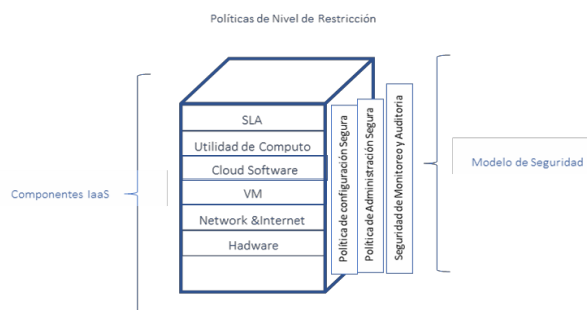 Políticas de Nivel de Restricción
SLA
Utilidad de Computo
Cloud Software
VM
Network &Internet
Hadware
Componentes IaaS
Política de configuración Segura
Política de Administración Segura
Seguridad de Monitoreo y Auditoria
Modelo de Seguridad